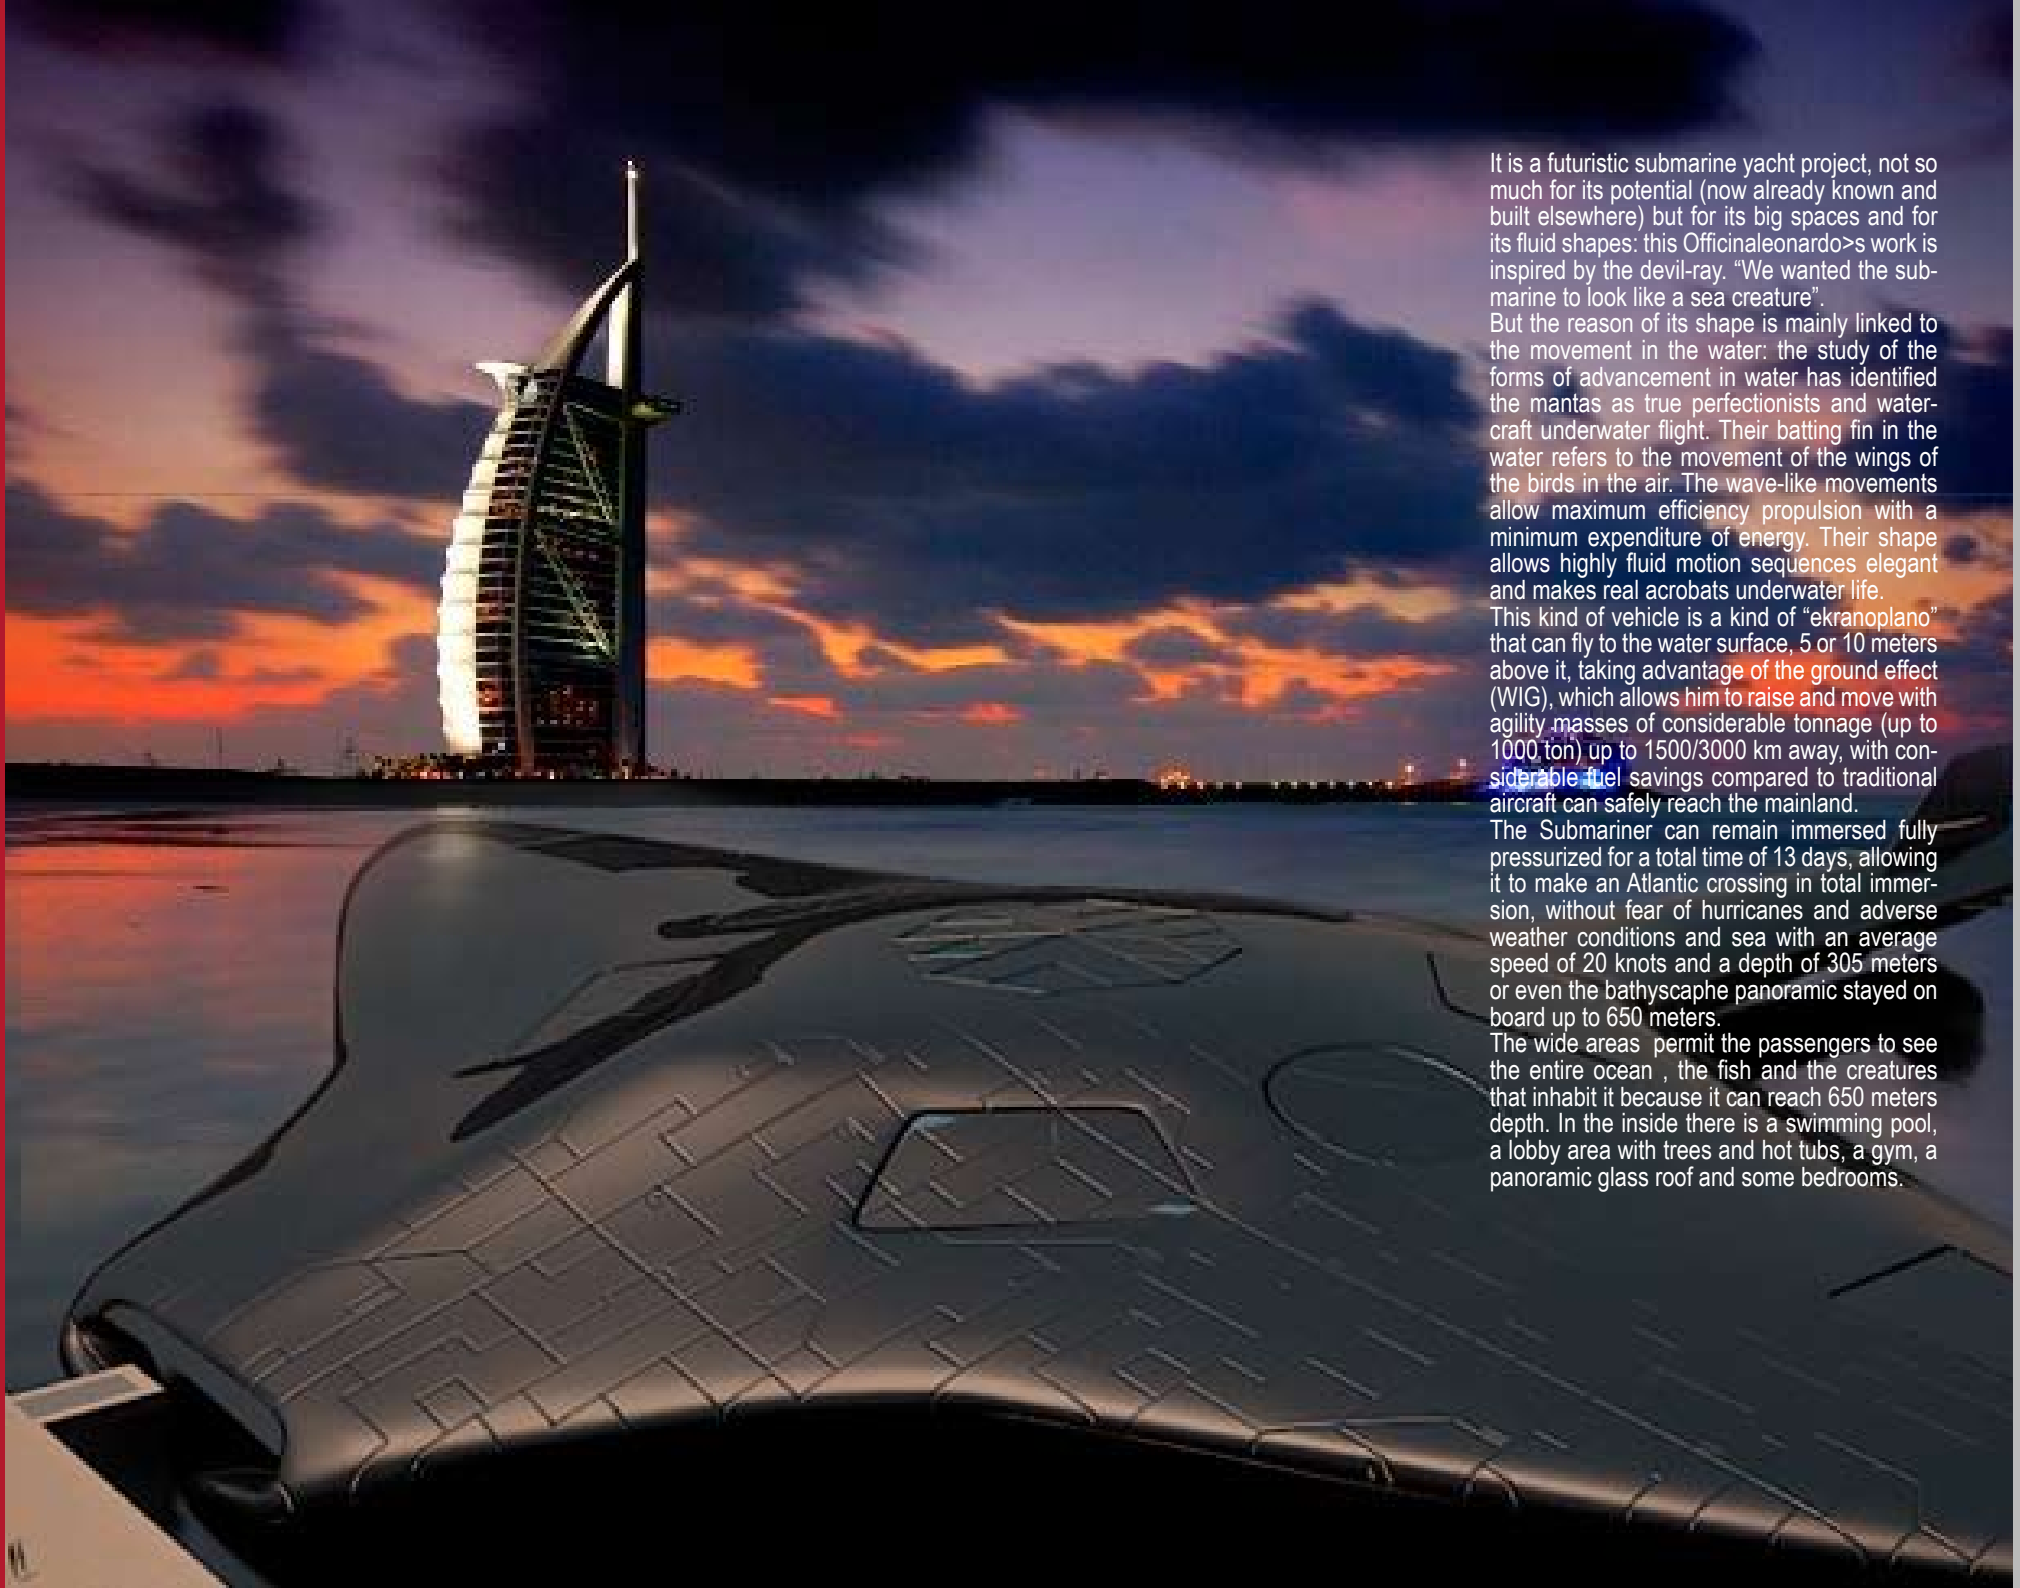 It is a futuristic submarine yacht project, not so
much for its potential (now already known and
built elsewhere) but for its big spaces and for
its fluid shapes: this Officinaleonardo>s work is
inspired by the devil-ray. “We wanted the sub-
marine to look like a sea creature”.
But the reason of its shape is mainly linked to
the movement in the water: the study of the
forms of advancement in water has identified
the mantas as true perfectionists and water-
craft underwater flight. Their batting fin in the
water refers to the movement of the wings of
the birds in the air. The wave-like movements
allow maximum efficiency propulsion with a
minimum expenditure of energy. Their shape
allows highly fluid motion sequences elegant
and makes real acrobats underwater life.
This kind of vehicle is a kind of “ekranoplano”
that can fly to the water surface, 5 or 10 meters
above it, taking advantage of the ground effect
(WIG), which allows him to raise and move with
agility masses of considerable tonnage (up to
1000 ton) up to 1500/3000 km away, with con-
siderable fuel savings compared to traditional
aircraft can safely reach the mainland.
The Submariner can remain immersed fully
pressurized for a total time of 13 days, allowing
it to make an Atlantic crossing in total immer-
sion, without fear of hurricanes and adverse
weather conditions and sea with an average
speed of 20 knots and a depth of 305 meters
or even the bathyscaphe panoramic stayed on
board up to 650 meters.
The wide areas  permit the passengers to see
the entire ocean , the fish and the creatures
that inhabit it because it can reach 650 meters
depth. In the inside there is a swimming pool,
a lobby area with trees and hot tubs, a gym, a
panoramic glass roof and some bedrooms.